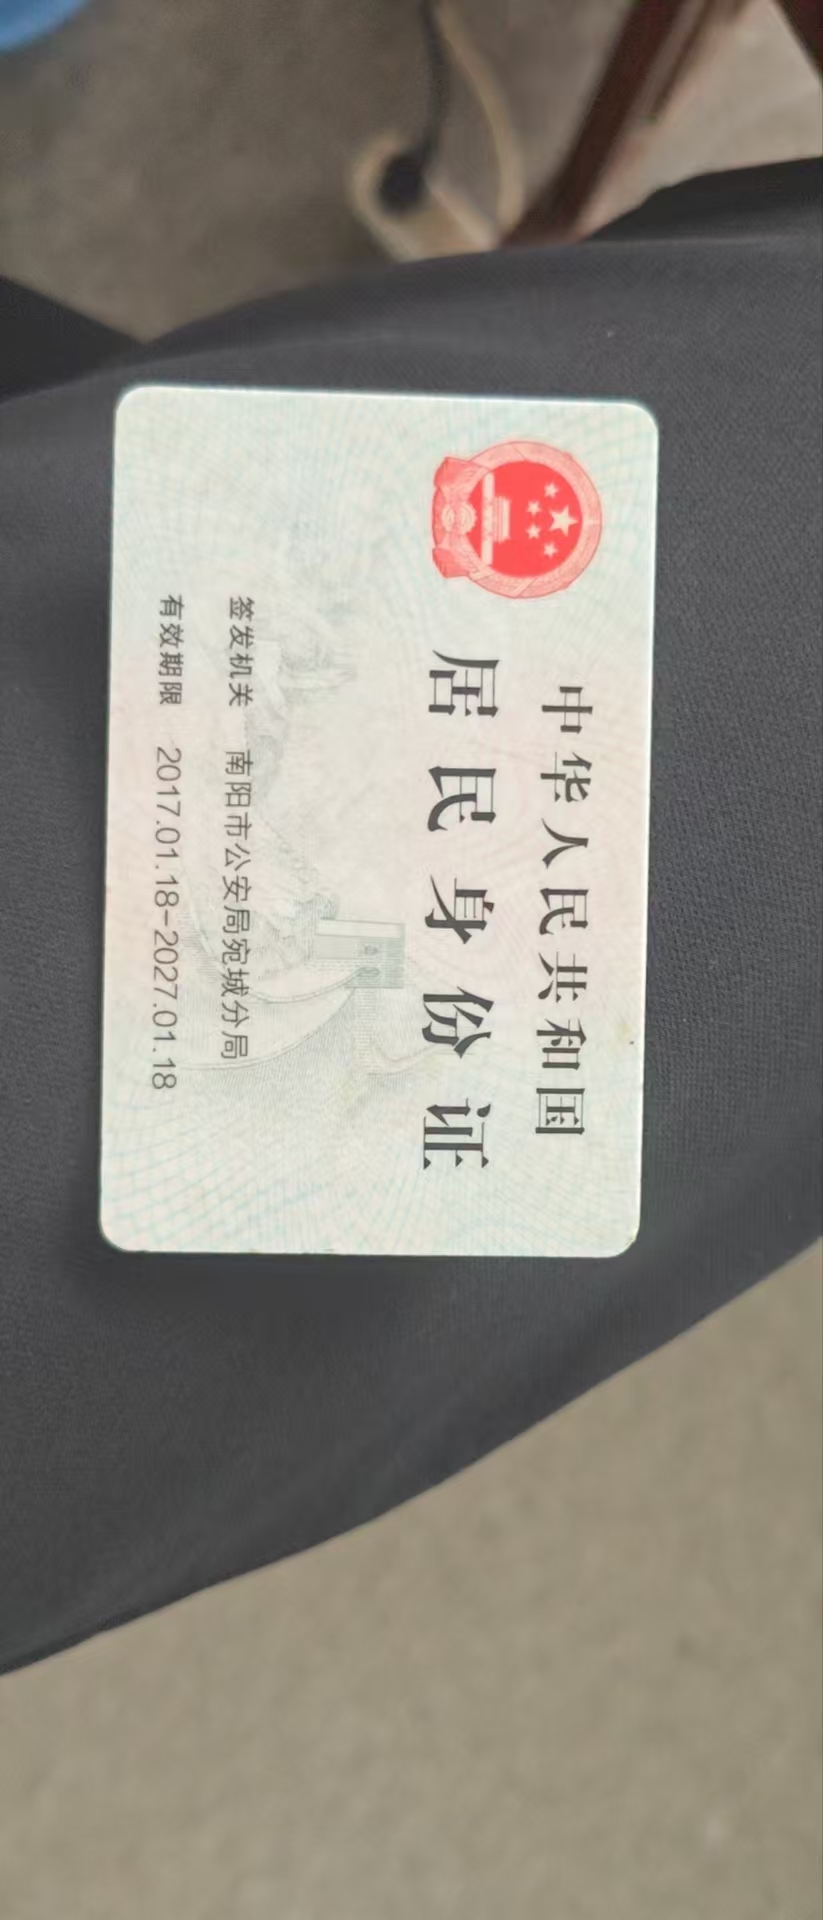 中华人民共和国
居民身份证
签发机关 南阳市公安局宛城分局
有效期限 2017.01.18-2027.01.18